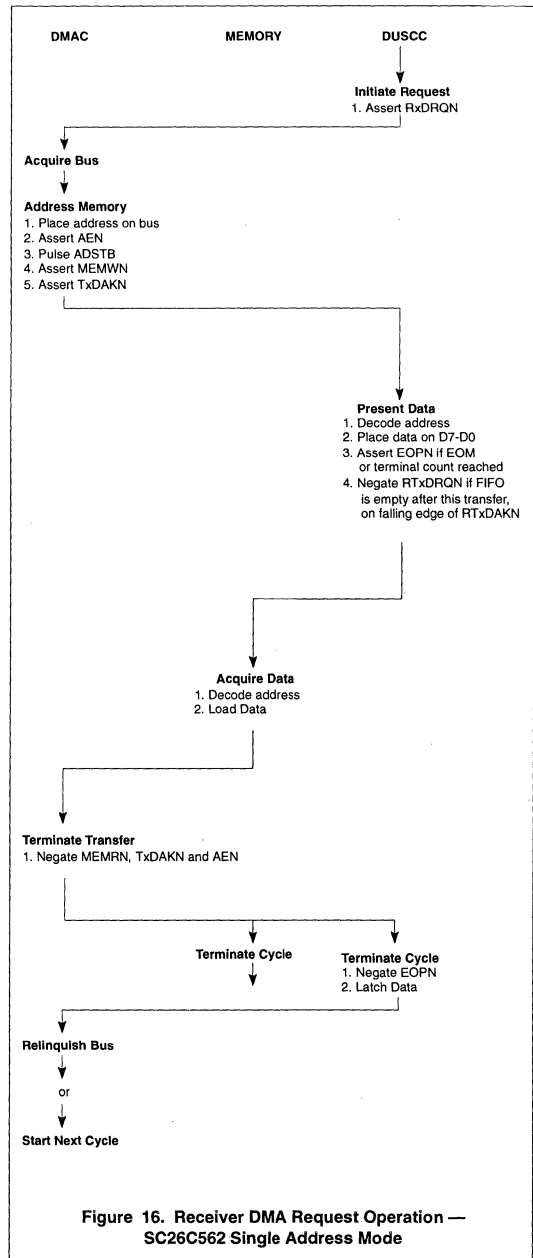 DMAC MEMORY DUSCC
Initiate Request
1. Assert RxDRQN
Acquire Bus
Address Memory
1. Place address on bus
2. Assert AEN
3. Pulse ADSTB
4. Assert MEMWN
5. Assert TxDAKN
Present Data
1. Decode address
2. Place data on D7-D0
3. Assert EOPN if EOM
or terminal count reached
4. Negate RTxDRQN if FIFO
is empty after this transfer,
on falling edge of RTxDAKN
Acquire Data
1. Decode address
2. Load Data
Terminate Transfer
1. Negate MEMRN, TxDAKN and AEN
Terminate Cycle
Terminate Cycle
1. Negate EOPN
2. Latch Data
Relinquish Bus
or
Start Next Cycle
Figure 16. Receiver DMA Request Operation —
SC26C562 Single Address Mode